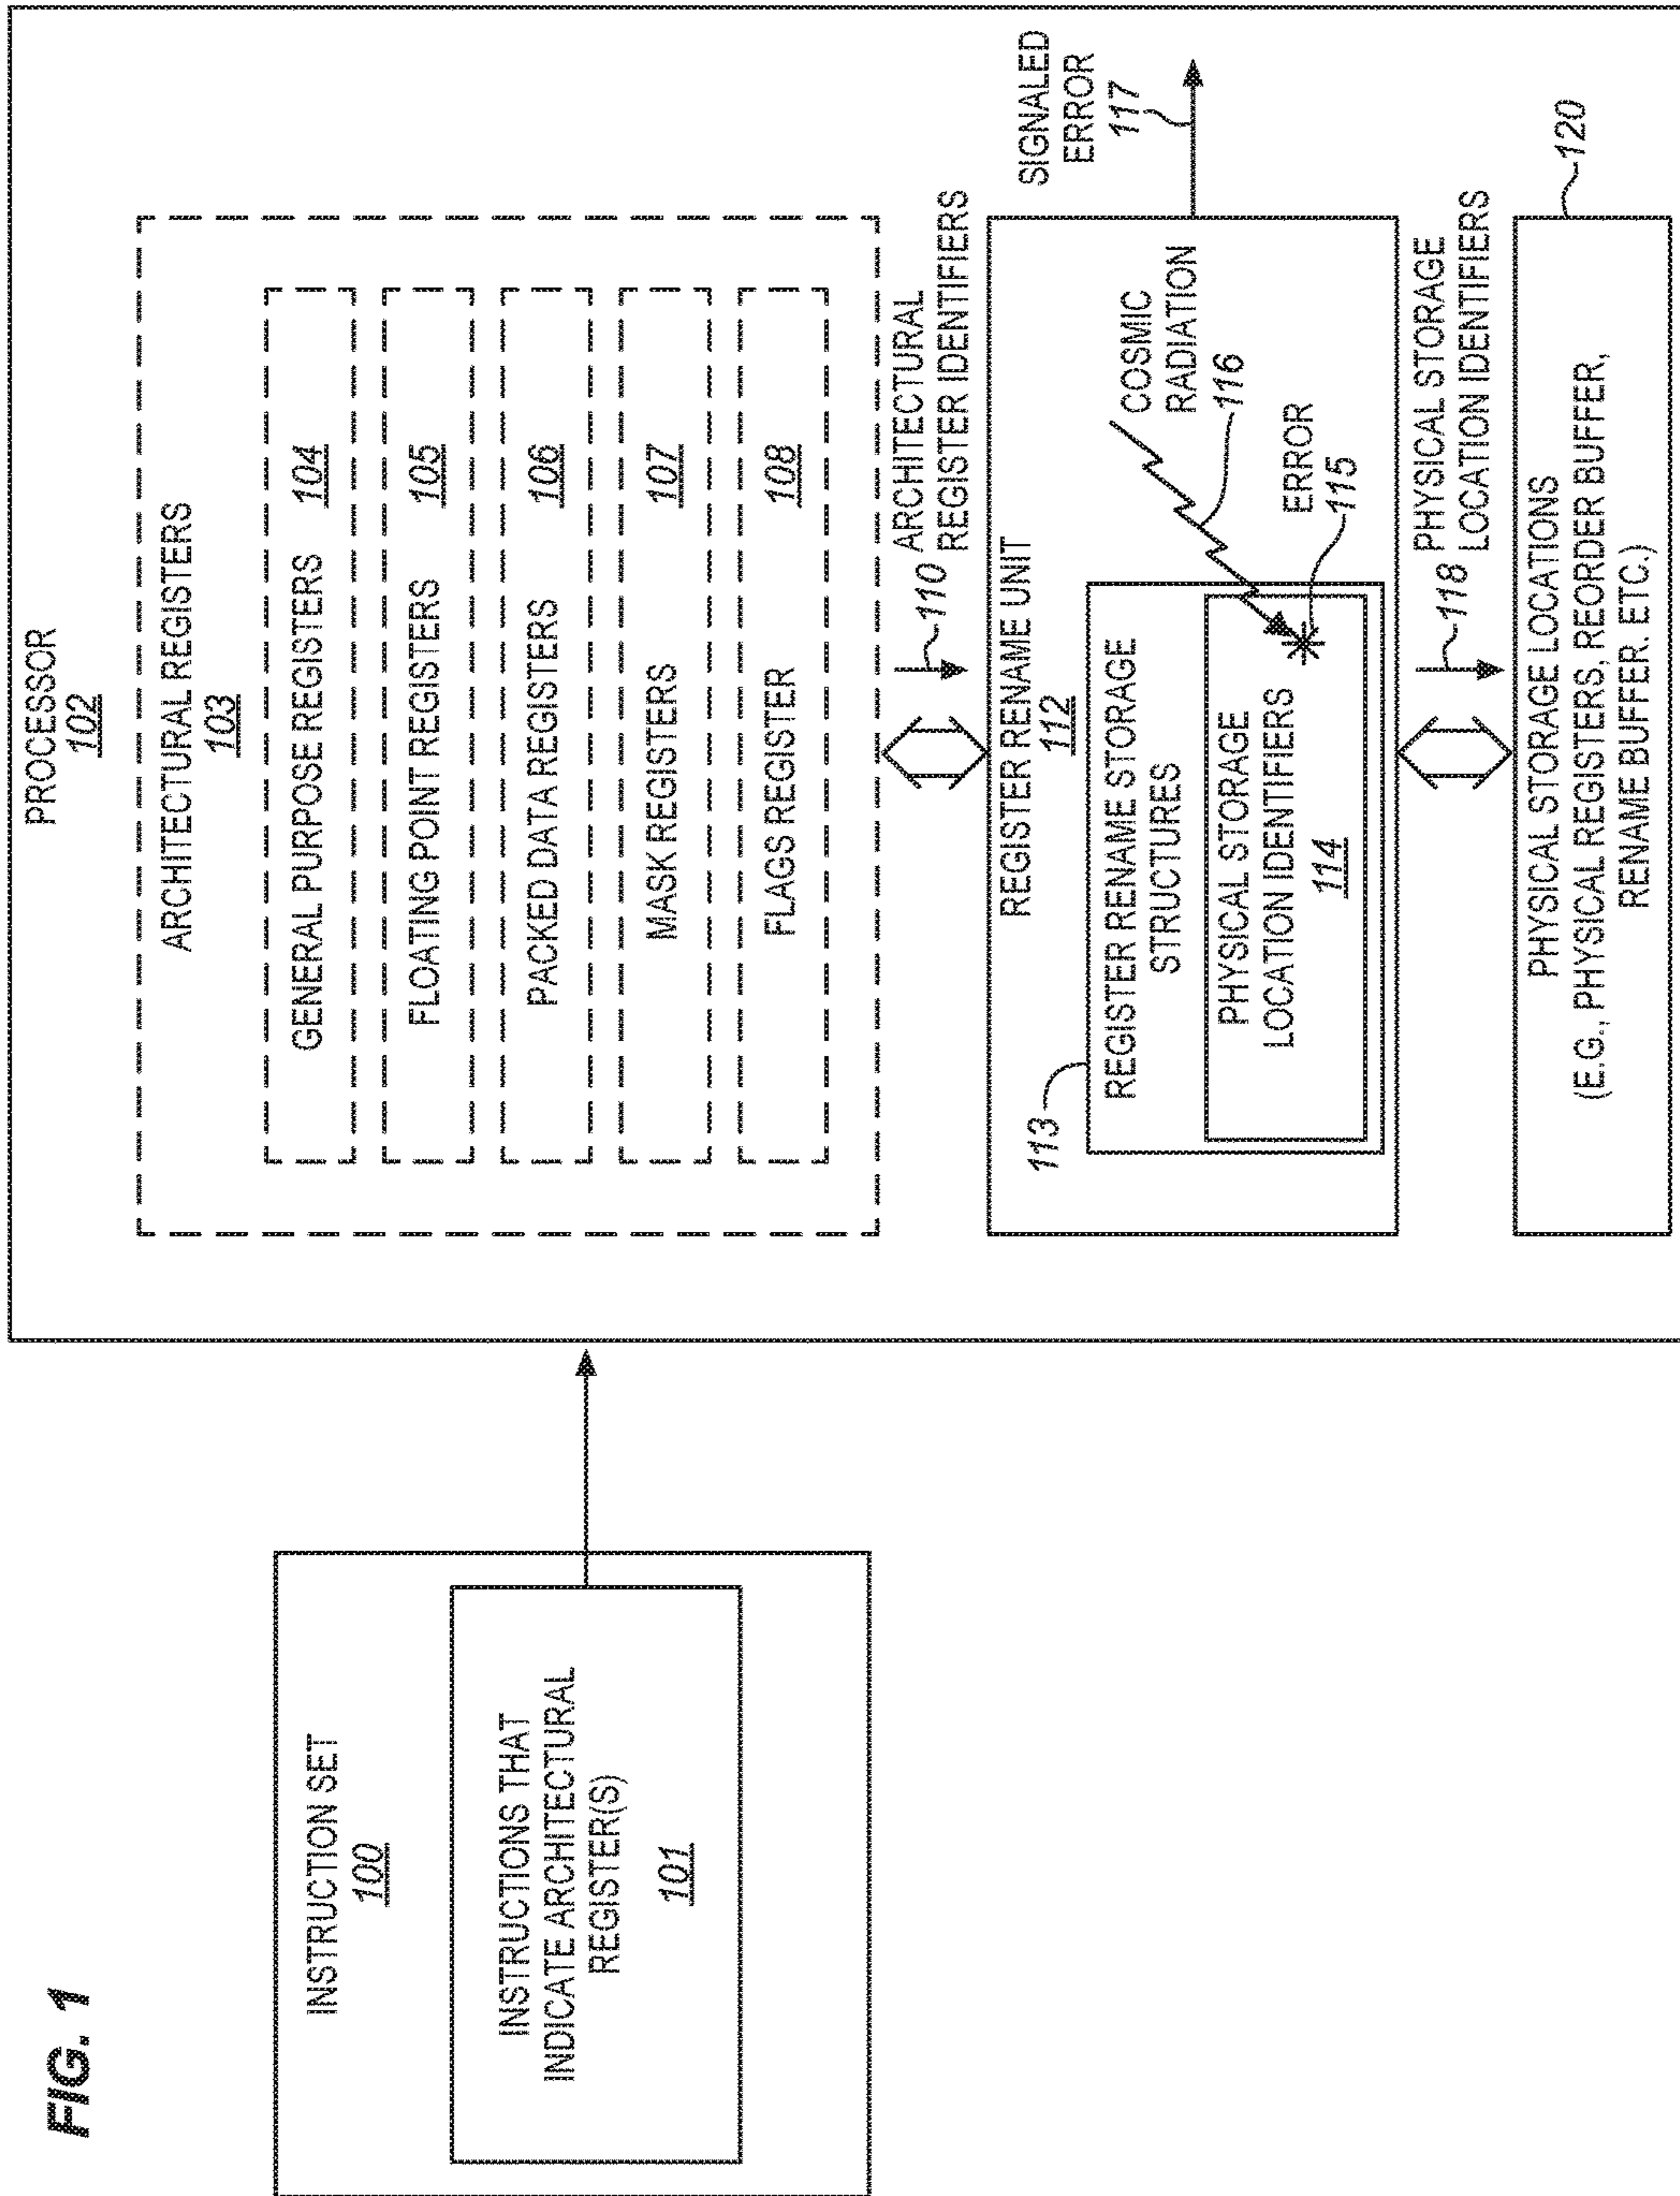 FIG. 1
INSTRUCTION SET
100
INSTRUCTIONS THAT
INDICATE ARCHITECTURAL
REGISTER(S)
101
PROCESSOR
102
ARCHITECTURAL REGISTERS
103
GENERAL PURPOSE REGISTERS 104
FLOATING POINT REGISTERS 105
PACKED DATA REGISTERS 106
MASK REGISTERS 107
FLAGS REGISTER 108
110
ARCHITECTURAL
REGISTER IDENTIFIERS
REGISTER RENAME UNIT
112
113
REGISTER RENAME STORAGE
STRUCTURES
PHYSICAL STORAGE
LOCATION IDENTIFIERS
114
COSMIC
RADIATION
116
ERROR
115
SIGNALED
ERROR
117
118
PHYSICAL STORAGE
LOCATION IDENTIFIERS
PHYSICAL STORAGE LOCATIONS
(E.G., PHYSICAL REGISTERS, REORDER BUFFER,
RENAME BUFFER. ETC.)
120